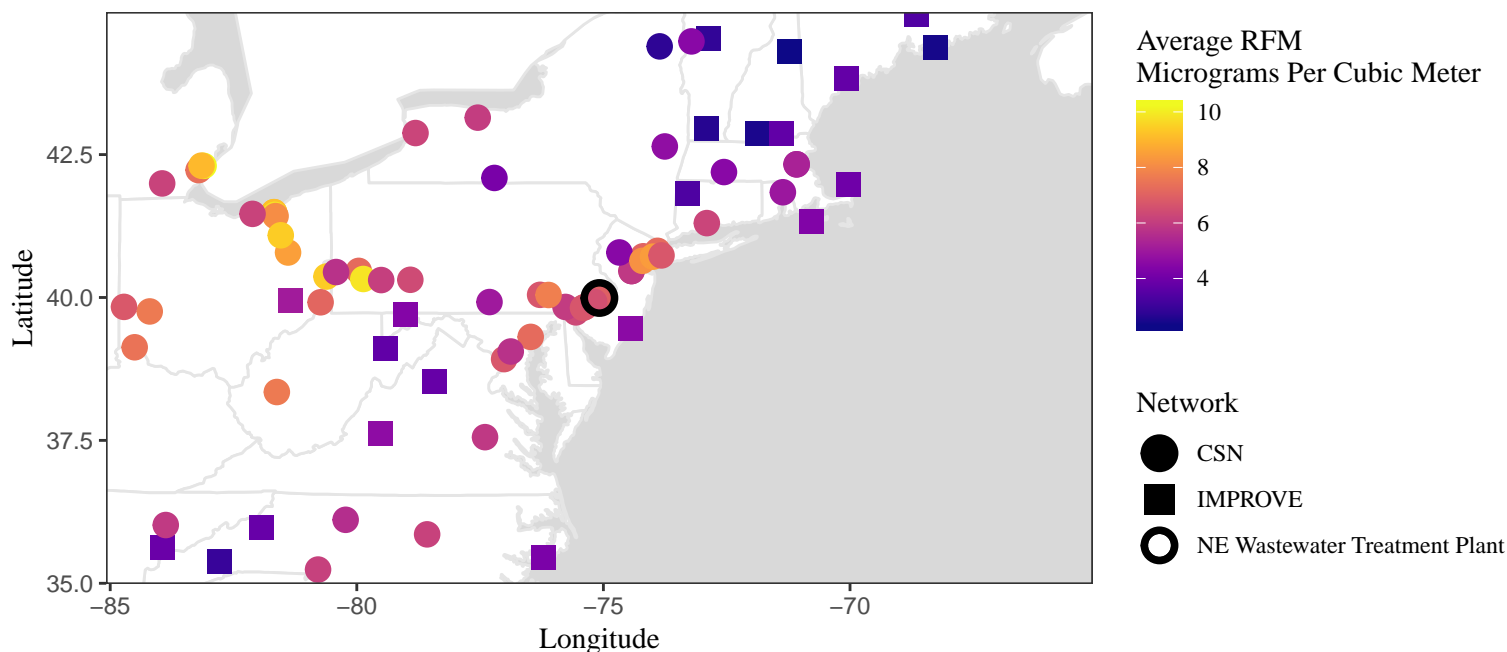 42.5
40.0
37.5
35.0
Latitude
−85
−80
−75
−70
Longitude
Average RFM
Micrograms Per Cubic Meter
10
8
6
4
Network
CSN
IMPROVE
NE Wastewater Treatment Plant